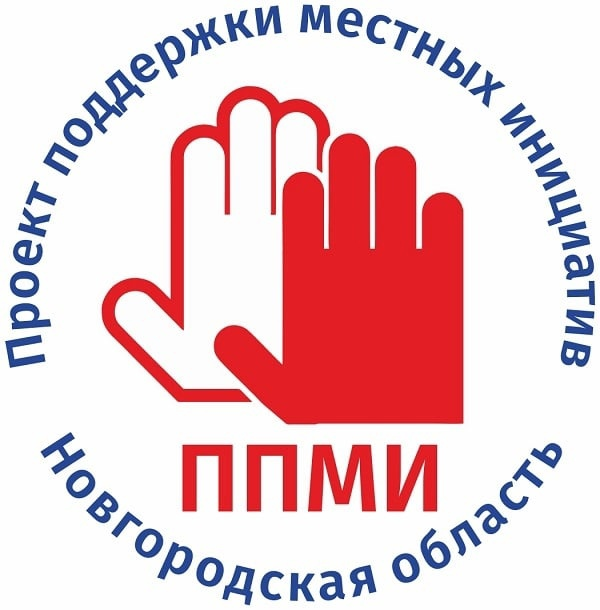 Проект поддержки местных инициатив
ППМИ
Новгородская область